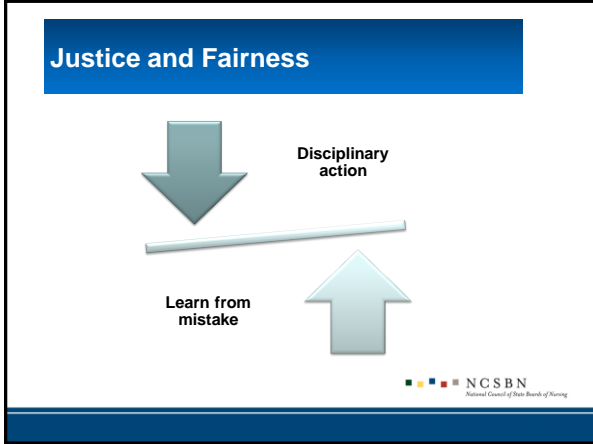 Justice and Fairness
Disciplinary
action
Learn from
mistake
NCSBN
National Council of State Boards of Nursing